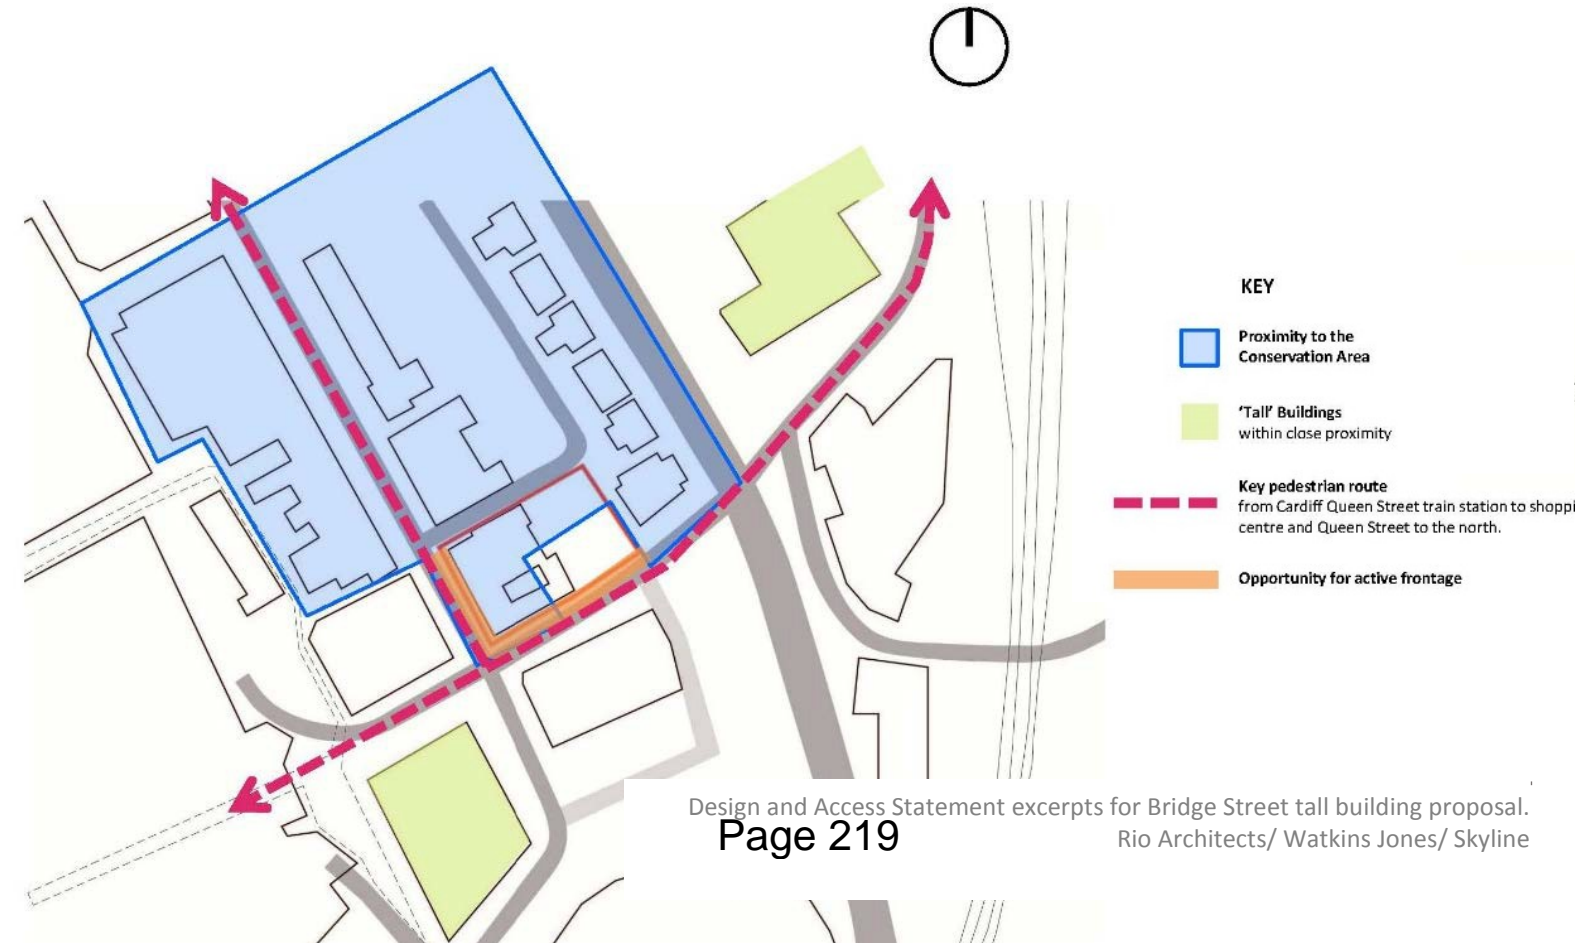 KEY
Proximity to the
Conservation Area
'Tall' Buildings
within close proximity
Key pedestrian route
from Cardiff Queen Street train station to shoppi
centre and Queen Street to the north.
Opportunity for active frontage
Design and Access Statement excerpts for Bridge Street tall building proposal.
Rio Architects/ Watkins Jones/ Skyline
Page 219